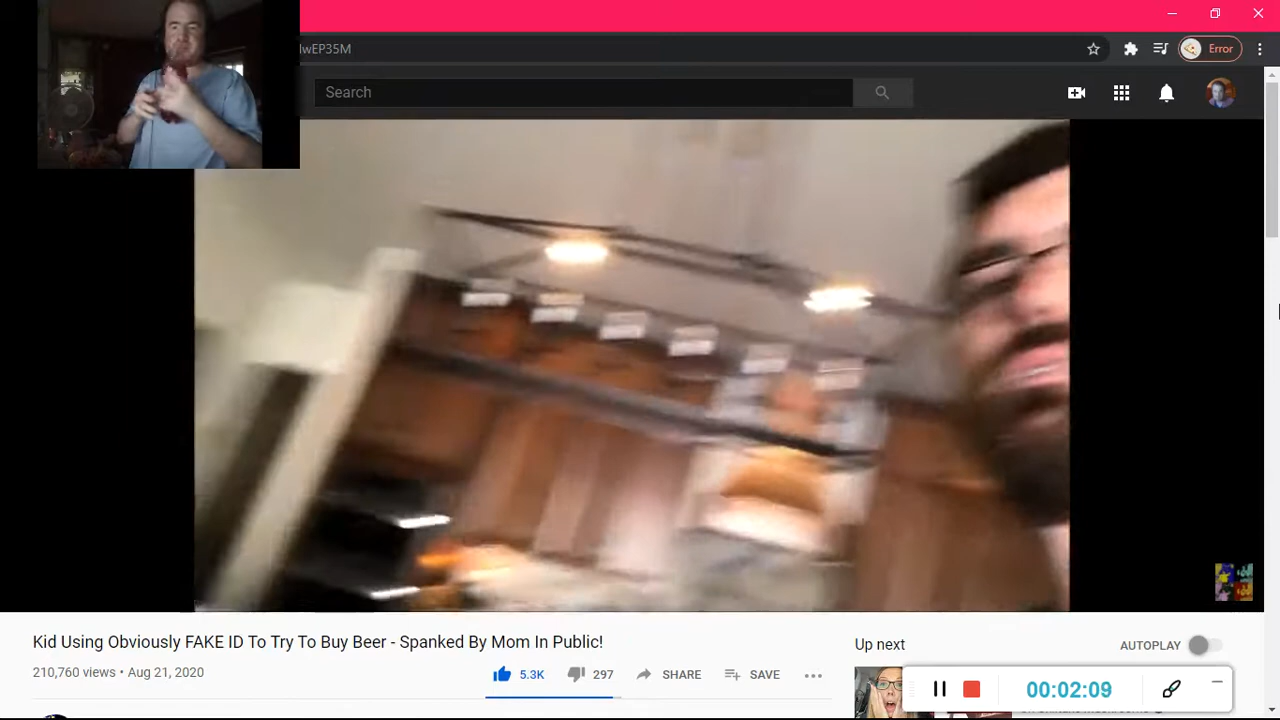 lwEP35M
Error
Search
Kid Using Obviously FAKE ID To Try To Buy Beer - Spanked By Mom In Public!
210,760 views • Aug 21, 2020
5.3K
297
SHARE
SAVE
Up next
AUTOPLAY
00:02:09